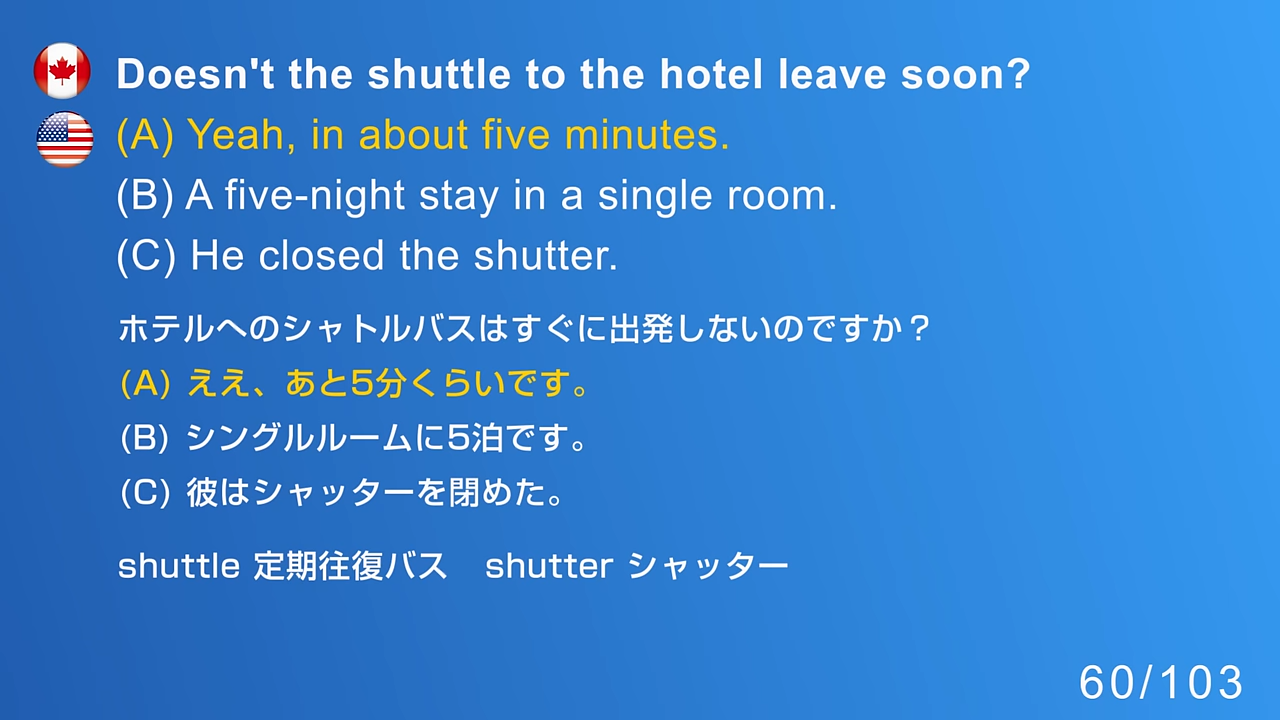 Doesn't the shuttle to the hotel leave soon?
(A) Yeah, in about five minutes.
(B) A five-night stay in a single room.
(C) He closed the shutter.
ホテルへのシャトルバスはすぐに出発しないのですか？
(A) ええ、あと5分くらいです。
(B) シングルルームに5泊です。
(C) 彼はシャッターを閉めた。
shuttle 定期往復バス　shutter シャッター
60/103